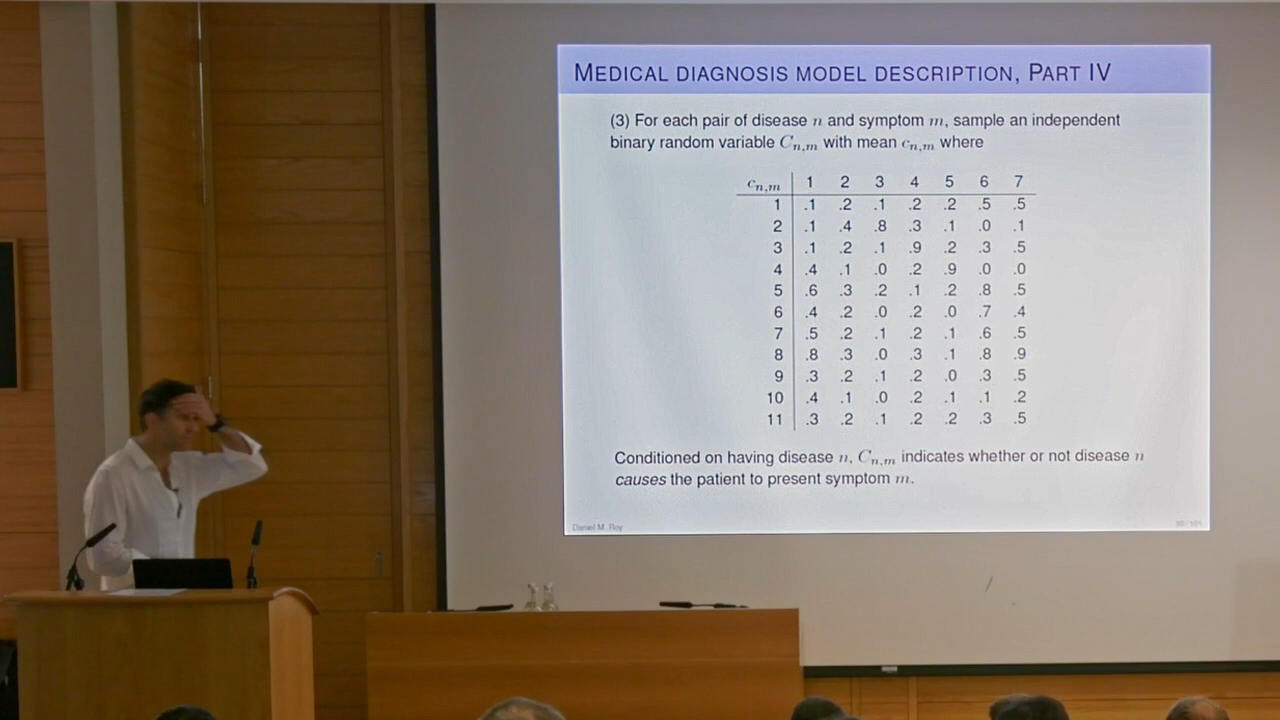 MEDICAL DIAGNOSIS MODEL DESCRIPTION, PART IV
(3) For each pair of disease n and symptom m, sample an independent
binary random variable Cn,m with mean cn,m where
cn,m 1 2 3 4 5 6 7
1 .1 .2 .1 .2 .2 .5 .5
2 .1 .4 .8 .3 .1 .0 .1
3 .1 .2 .1 .9 .2 .3 .5
4 .4 .1 .0 .2 .9 .0 .0
5 .6 .3 .2 .1 .2 .8 .5
6 .4 .2 .0 .2 .0 .7 .4
7 .5 .2 .1 .2 .1 .6 .5
8 .8 .3 .0 .3 .1 .8 .9
9 .3 .2 .1 .2 .0 .3 .5
10 .4 .1 .0 .2 .1 .1 .2
11 .3 .2 .1 .2 .2 .3 .5
Conditioned on having disease n, Cn,m indicates whether or not disease n
causes the patient to present symptom m.
Daniel M. Roy